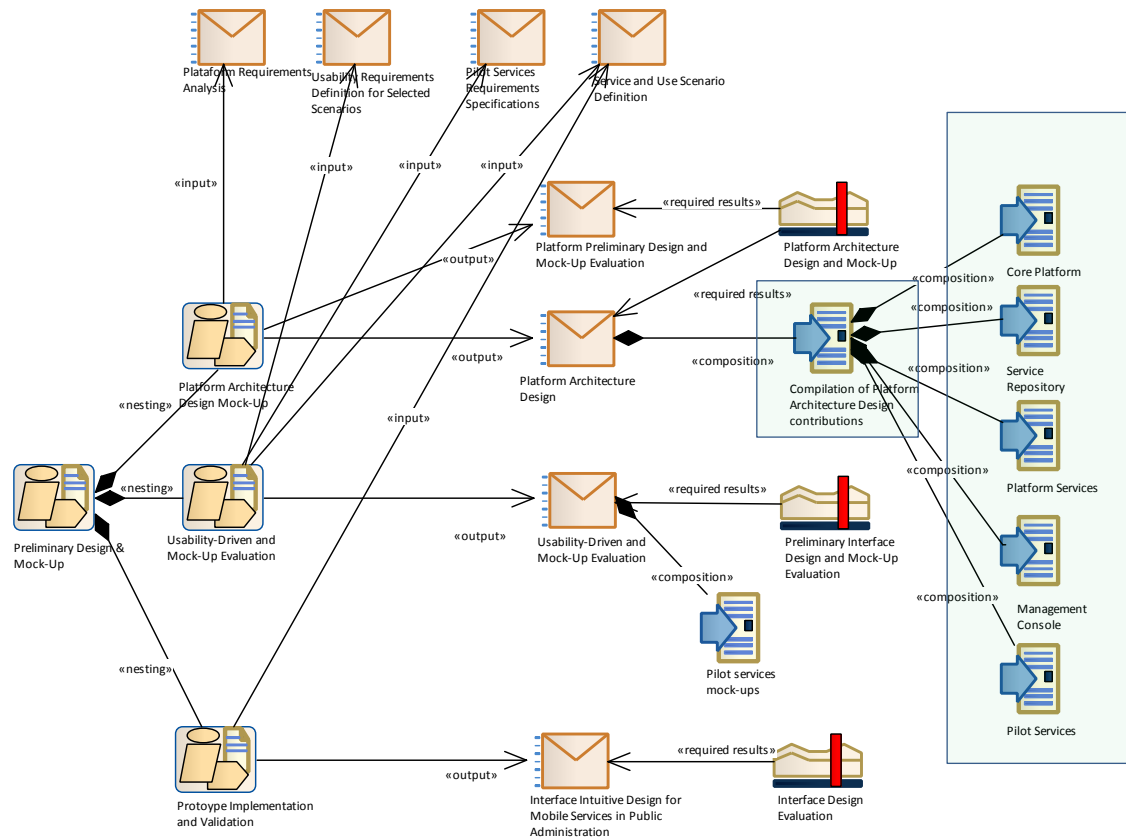 Plataform Requirements
Analysis
Usability Requirements
Definition for Selected
Scenarios
Pilot Services
Requirements
Specifications
Service and Use Scenario
Definition
«input»
«input»
«input»
«input»
«required results»
Platform Preliminary Design and
Mock-Up Evaluation
Platform Architecture
Design and Mock-Up
«output»
Core Platform
«composition»
«required results»
«composition»
Platform Architecture
Design Mock-Up
«output»
Platform Architecture
Design
«composition»
Compilation of Platform
Architecture Design
contributions
Service
Repository
«composition»
«nesting»
«input»
«composition»
Platform Services
«nesting»
«required results»
Preliminary Design &
Mock-Up
Usability-Driven and
Mock-Up Evaluation
«output»
Usability-Driven and
Mock-Up Evaluation
Preliminary Interface
Design and Mock-Up
Evaluation
«composition»
«composition»
Management
Console
«nesting»
Pilot services
mock-ups
Pilot Services
«required results»
«output»
Protoype Implementation
and Validation
Interface Intuitive Design for
Mobile Services in Public
Administration
Interface Design
Evaluation